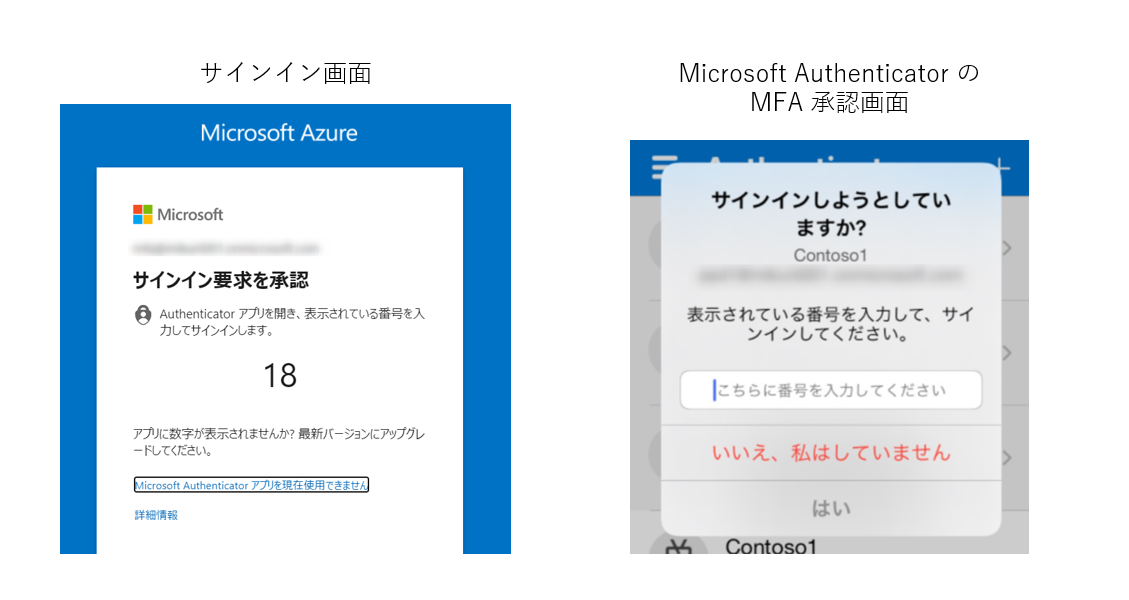 サインイン画面
Microsoft Azure
Microsoft
サインイン要求を承認
Authenticator アプリを開き、表示されている番号を入
力してサインインします。
18
アプリに数字が表示されませんか? 最新バージョンにアップグレ
ードしてください。
Microsoft Authenticator アプリを現在使用できません
詳細情報
Microsoft Authenticator の
MFA 承認画面
サインインしようとしてい
ますか?
Contoso1
表示されている番号を入力して、サイ
ンインしてください。
こちらに番号を入力してください
いいえ、私はしていません
はい
Contoso1